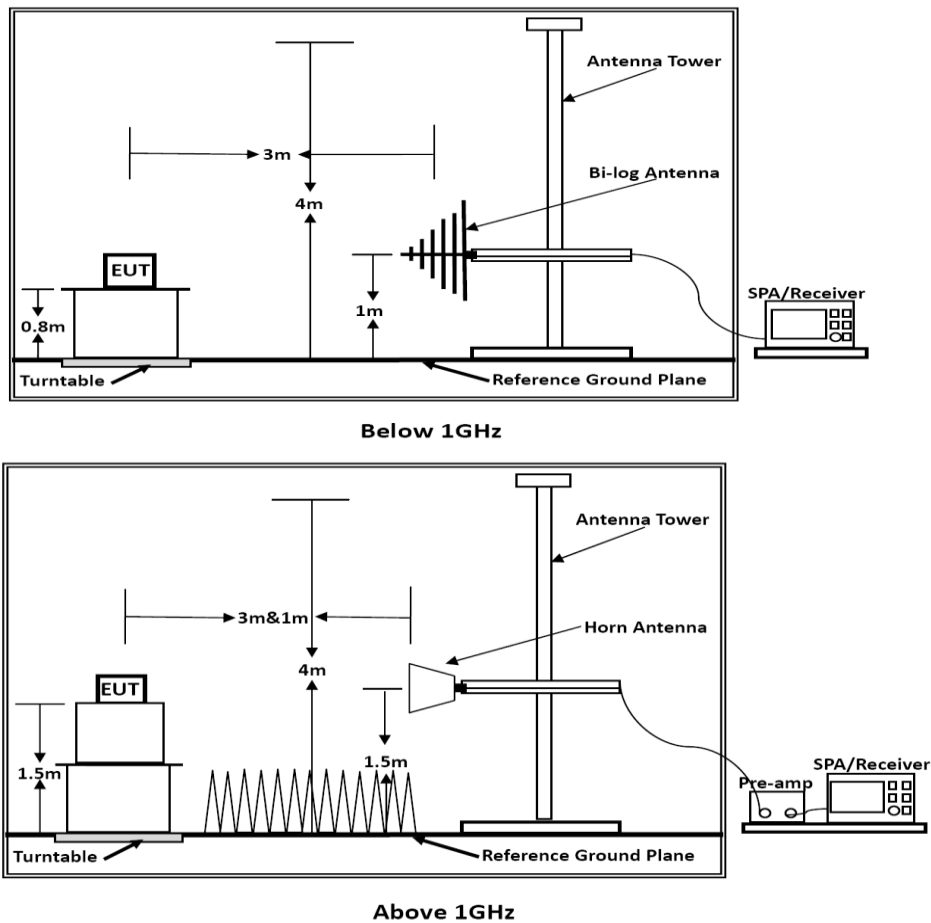 Antenna Tower
3m
Bi-log Antenna
4m
EUT
1m
0.8m
SPA/Receiver
Turntable
Reference Ground Plane
Below 1GHz
Antenna Tower
3m&1m
Horn Antenna
4m
EUT
1.5m
1.5m
SPA/Receiver
Pre-amp
Turntable
Reference Ground Plane
Above 1GHz